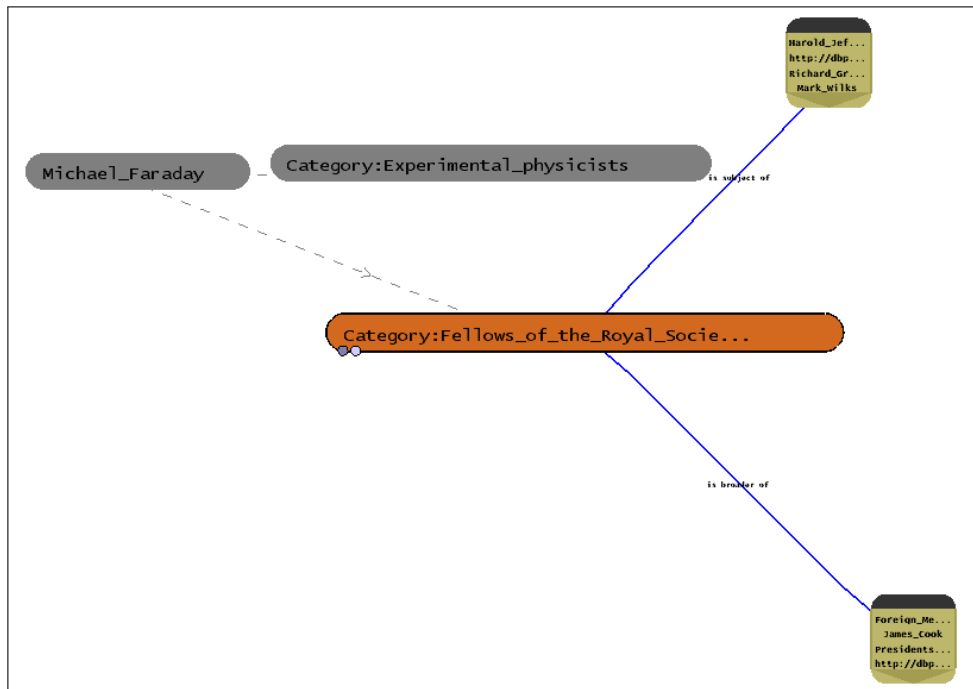 Harold_Jef...
http://dbp...
Richard_Gr...
Mark_Wilks
Michael_Faraday
Category:Experimental_physicists
is subject of
Category:Fellows_of_the_Royal_Socie...
is broader of
Foreign_Me...
James_Cook
Presidents...
http://dbp...